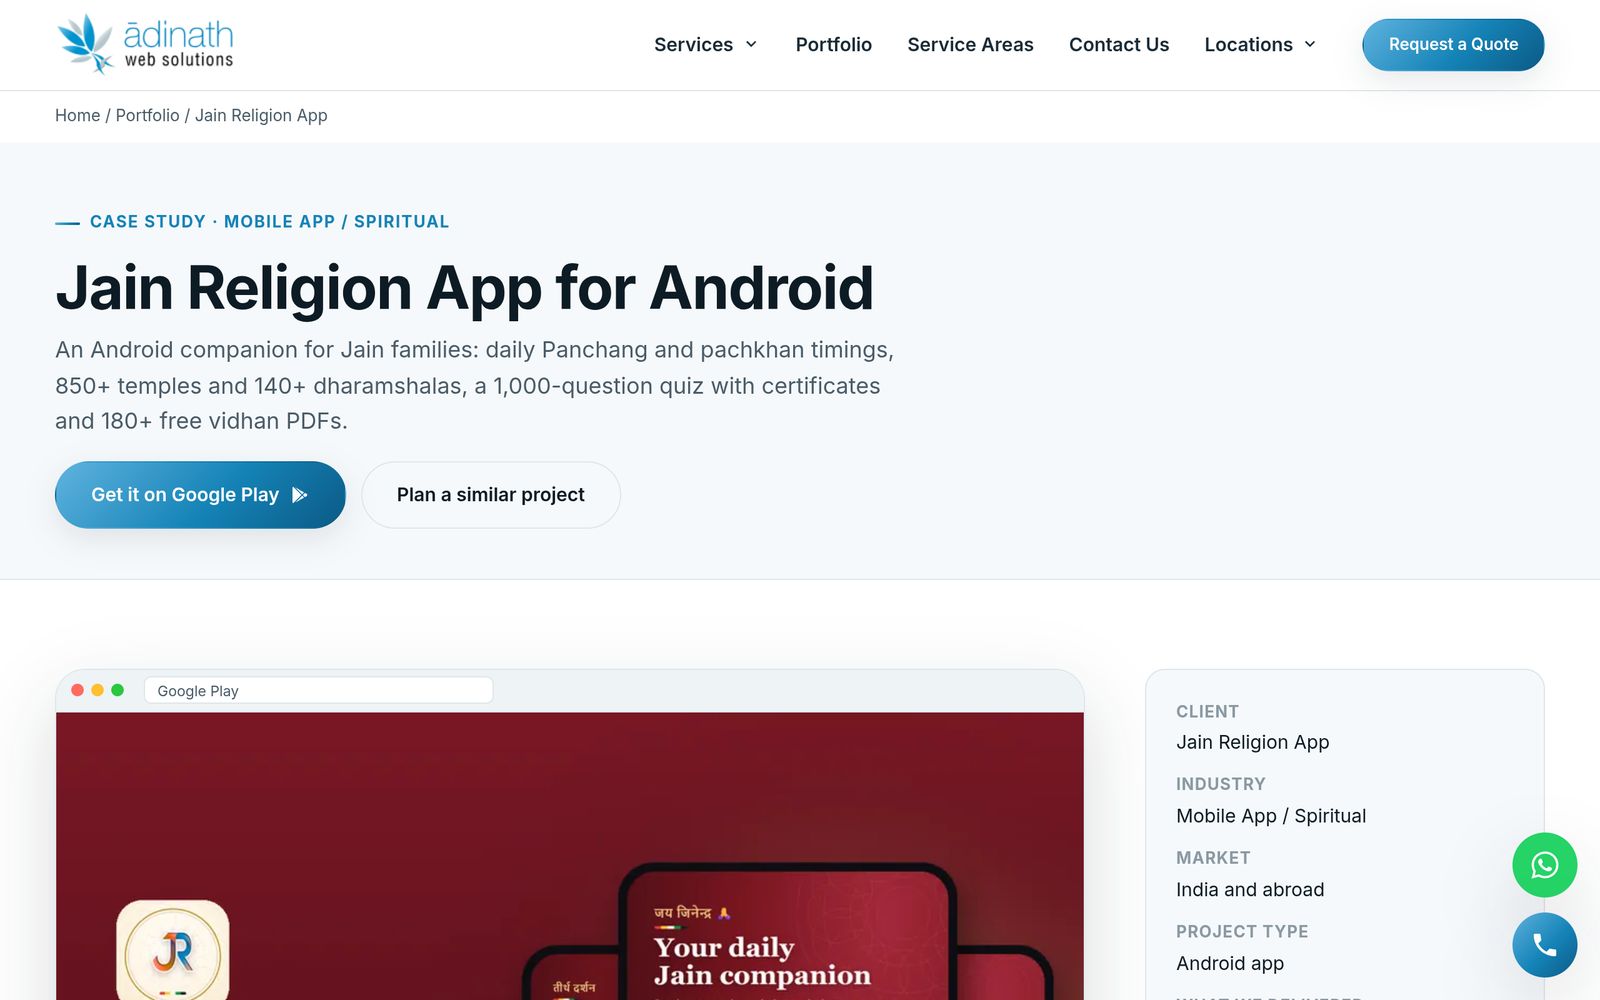 ādinath
web solutions
Services
Portfolio
Service Areas
Contact Us
Locations
Request a Quote
Home / Portfolio / Jain Religion App
CASE STUDY · MOBILE APP / SPIRITUAL
Jain Religion App for Android
An Android companion for Jain families: daily Panchang and pachkhan timings,
850+ temples and 140+ dharamshalas, a 1,000-question quiz with certificates
and 180+ free vidhan PDFs.
Get it on Google Play
Plan a similar project
Google Play
जय जिनेन्द्र 🙏
Your daily
Jain companion
तीर्थ दर्शन
JR
CLIENT
Jain Religion App
INDUSTRY
Mobile App / Spiritual
MARKET
India and abroad
PROJECT TYPE
Android app